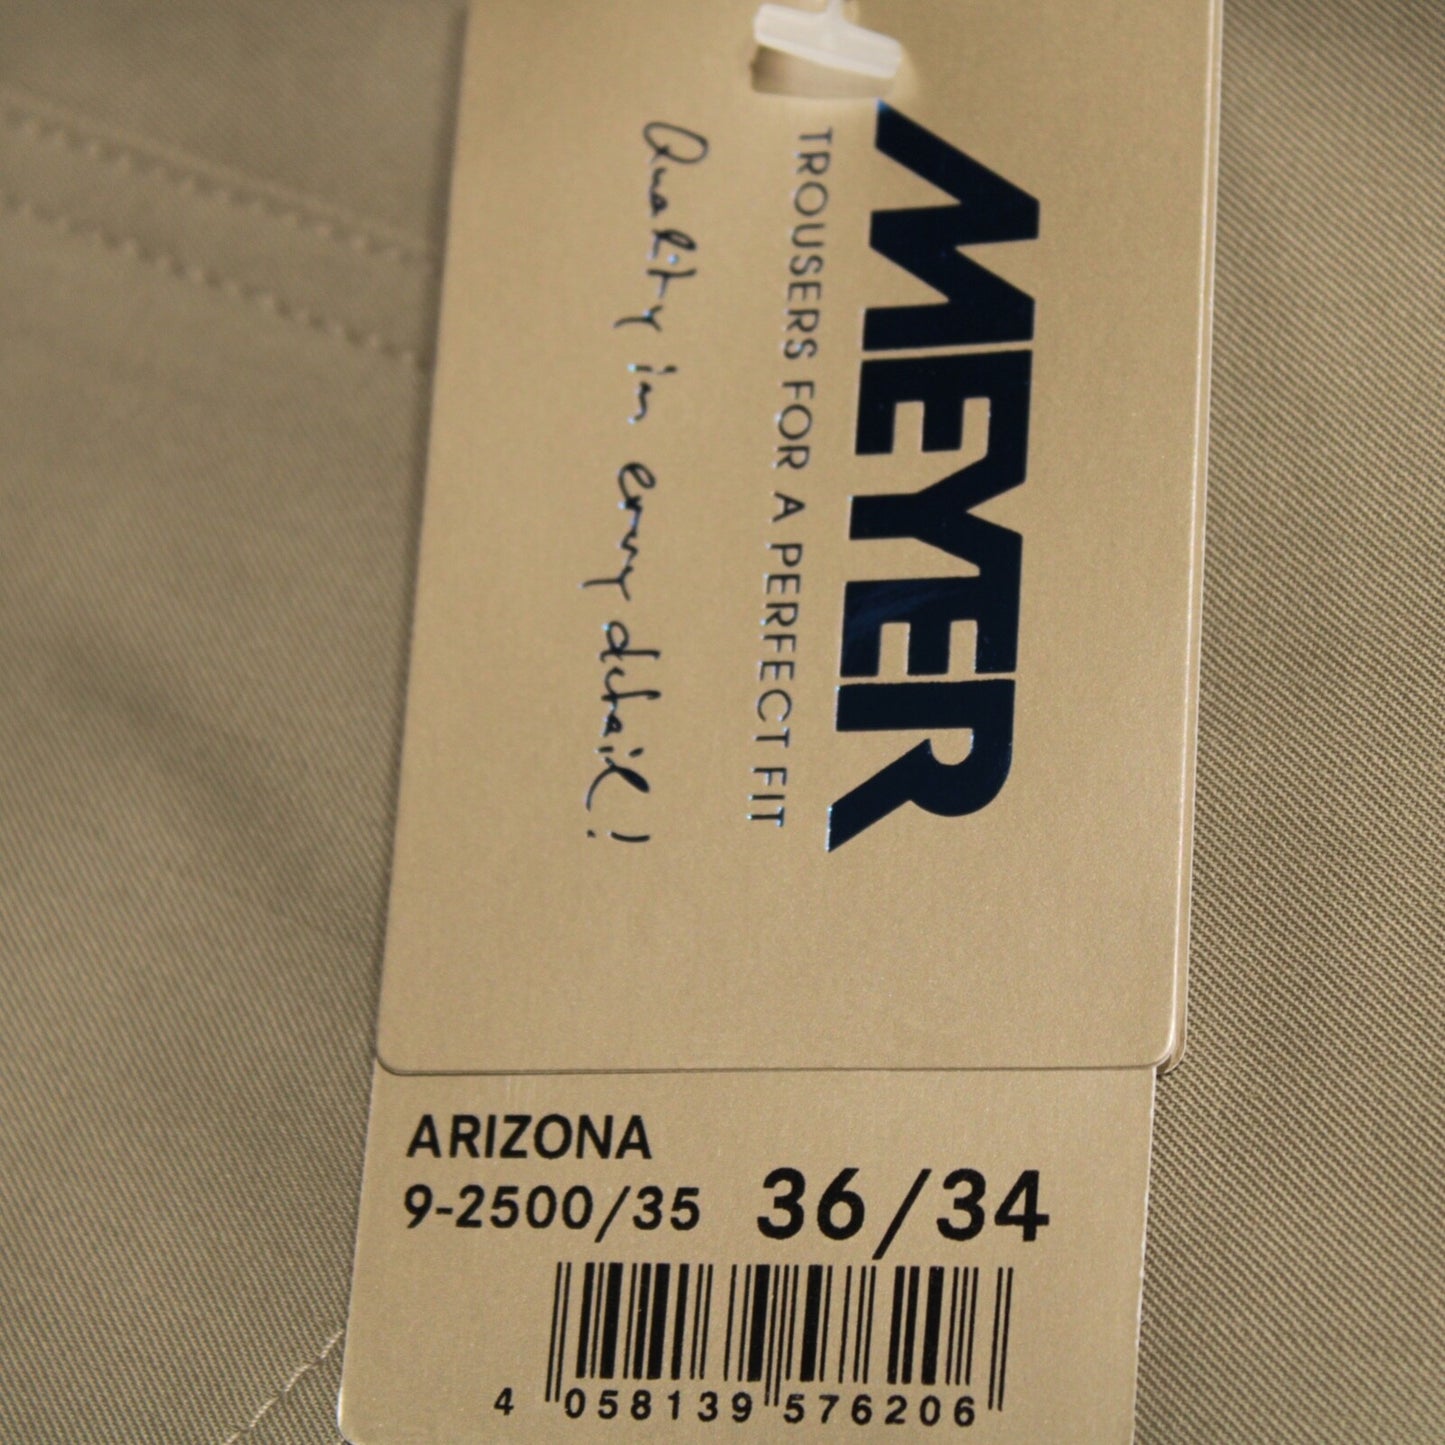 MEYER
TROUSERS FOR A PERFECT FIT
Quality in every detail!
ARIZONA
9-2500/35 36/34
4 058139 576206